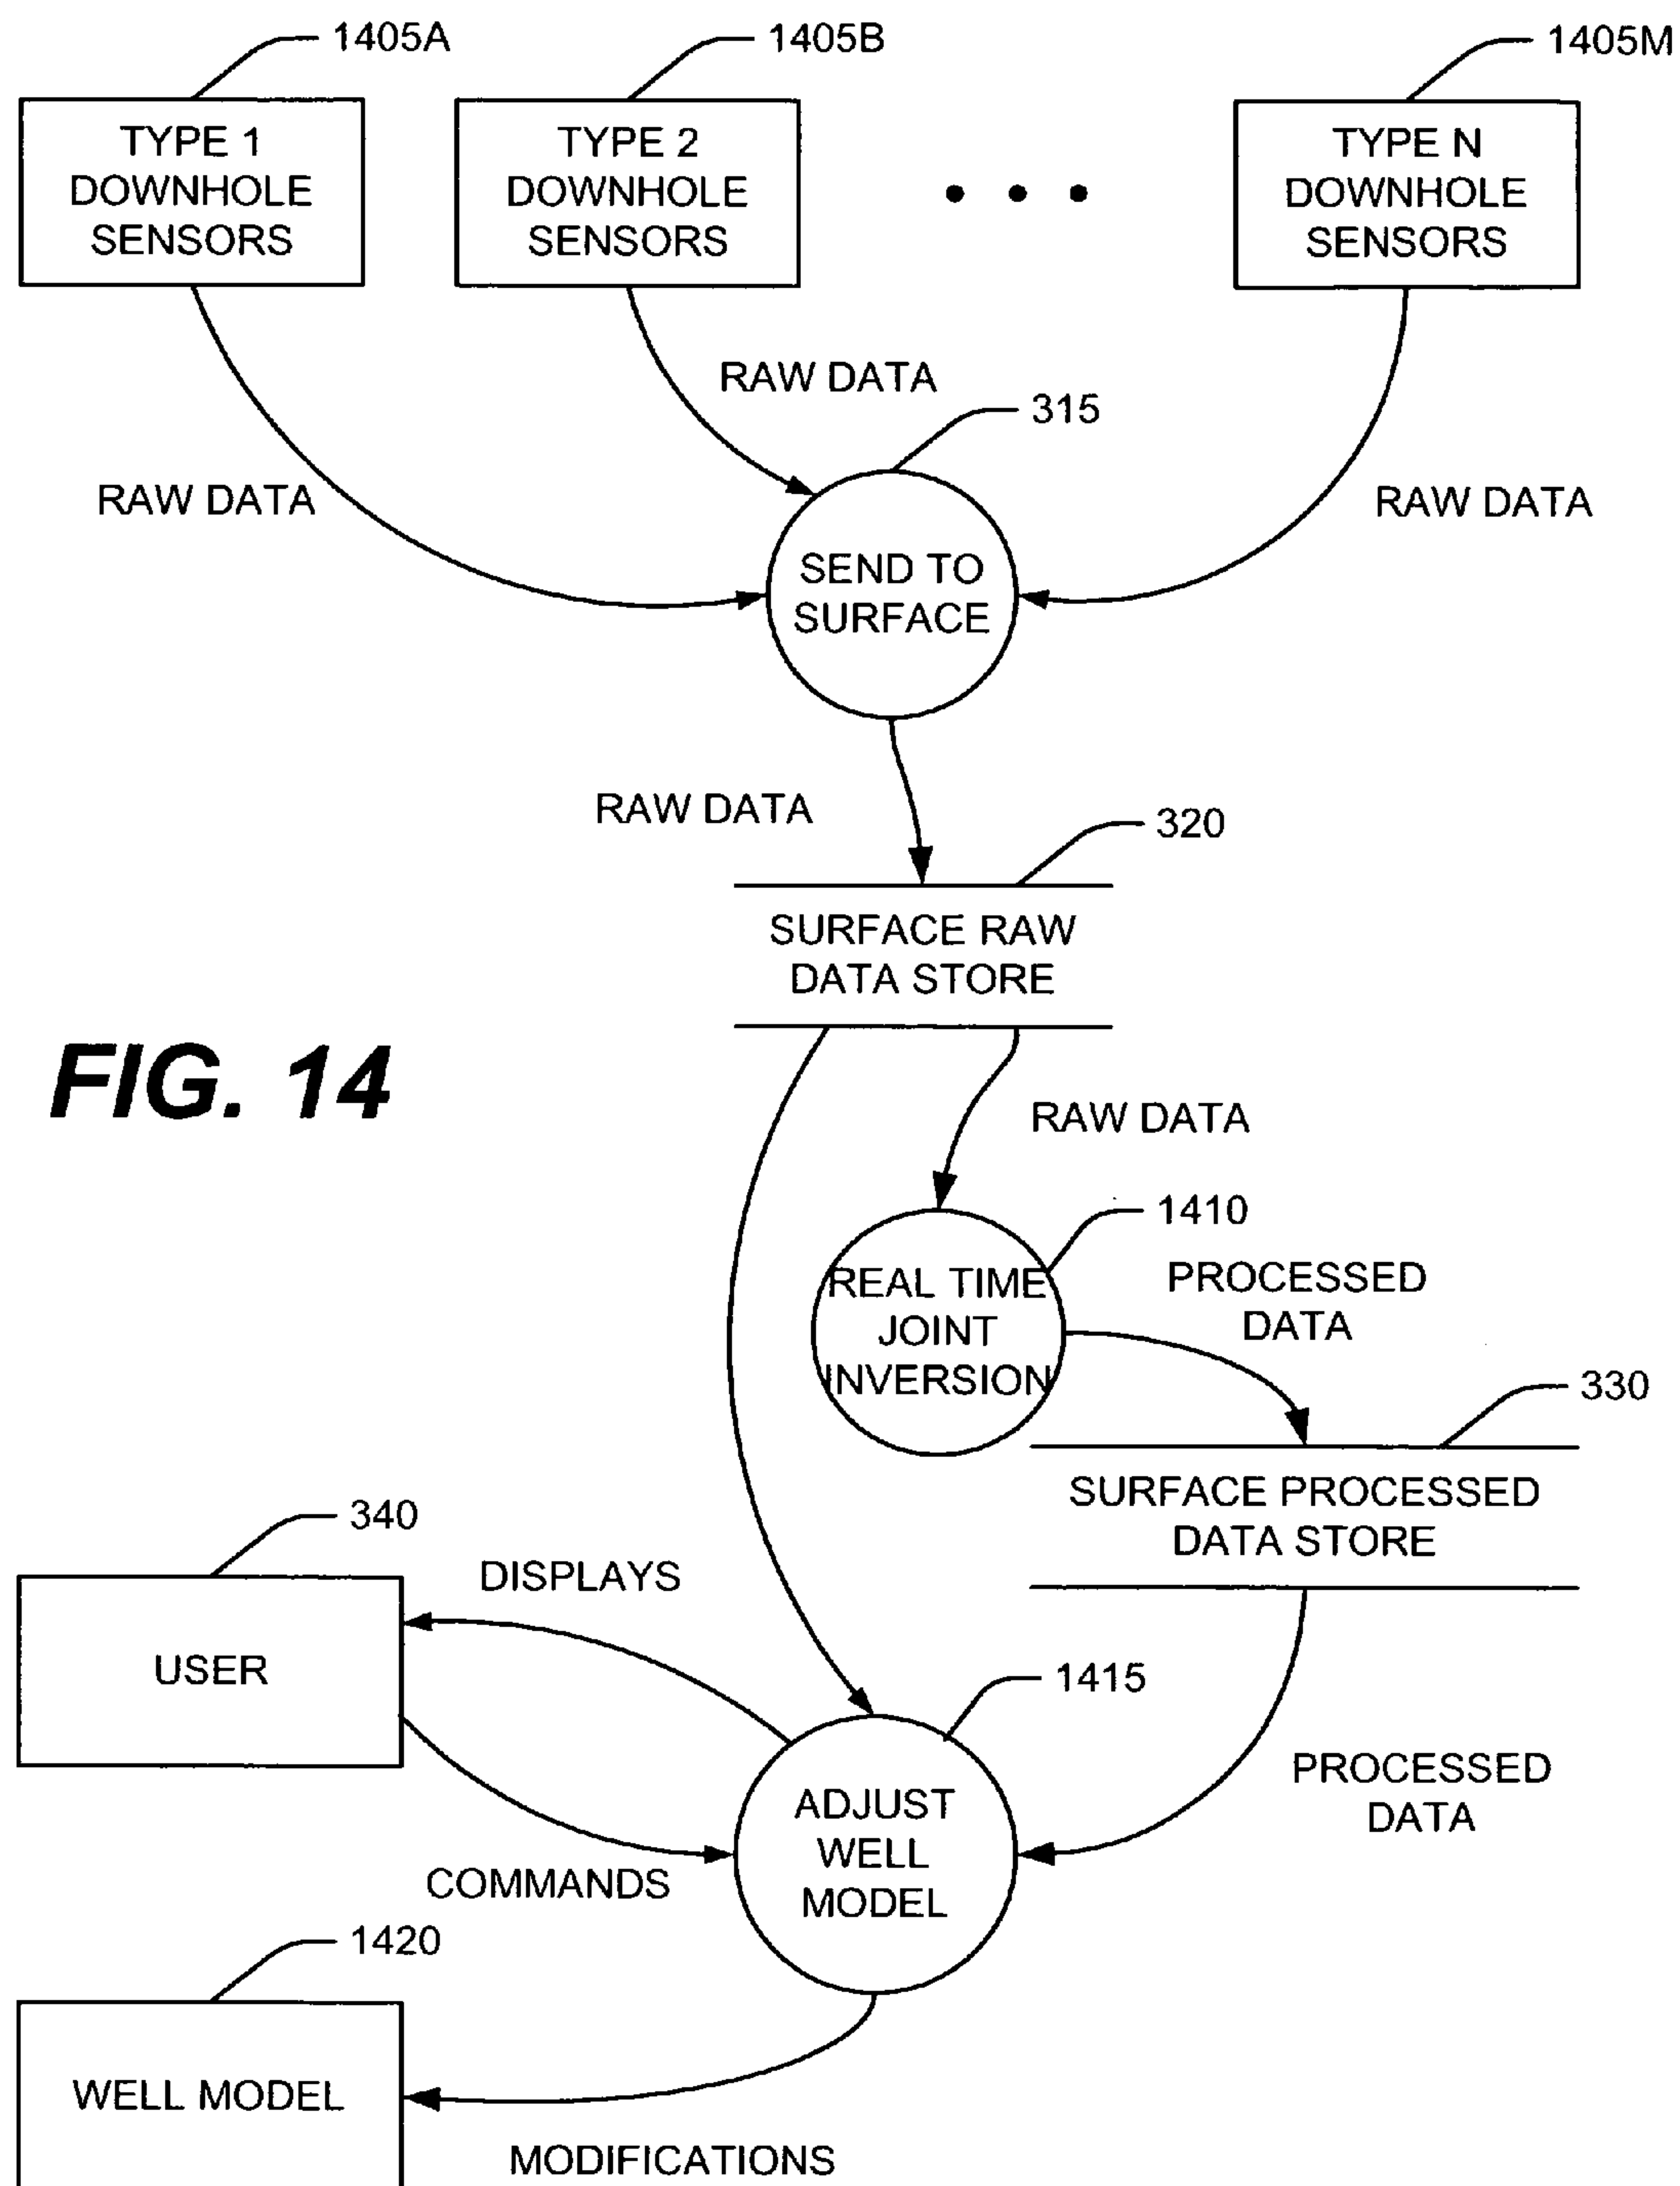 1405A
1405B
1405M
TYPE 1
DOWNHOLE
SENSORS
TYPE 2
DOWNHOLE
SENSORS
• • •
TYPE N
DOWNHOLE
SENSORS
RAW DATA
315
RAW DATA
RAW DATA
SEND TO
SURFACE
RAW DATA
320
SURFACE RAW
DATA STORE
FIG. 14
RAW DATA
1410
REAL TIME
JOINT
INVERSION
PROCESSED
DATA
330
SURFACE PROCESSED
DATA STORE
340
DISPLAYS
USER
1415
PROCESSED
DATA
ADJUST
WELL
MODEL
COMMANDS
1420
WELL MODEL
MODIFICATIONS